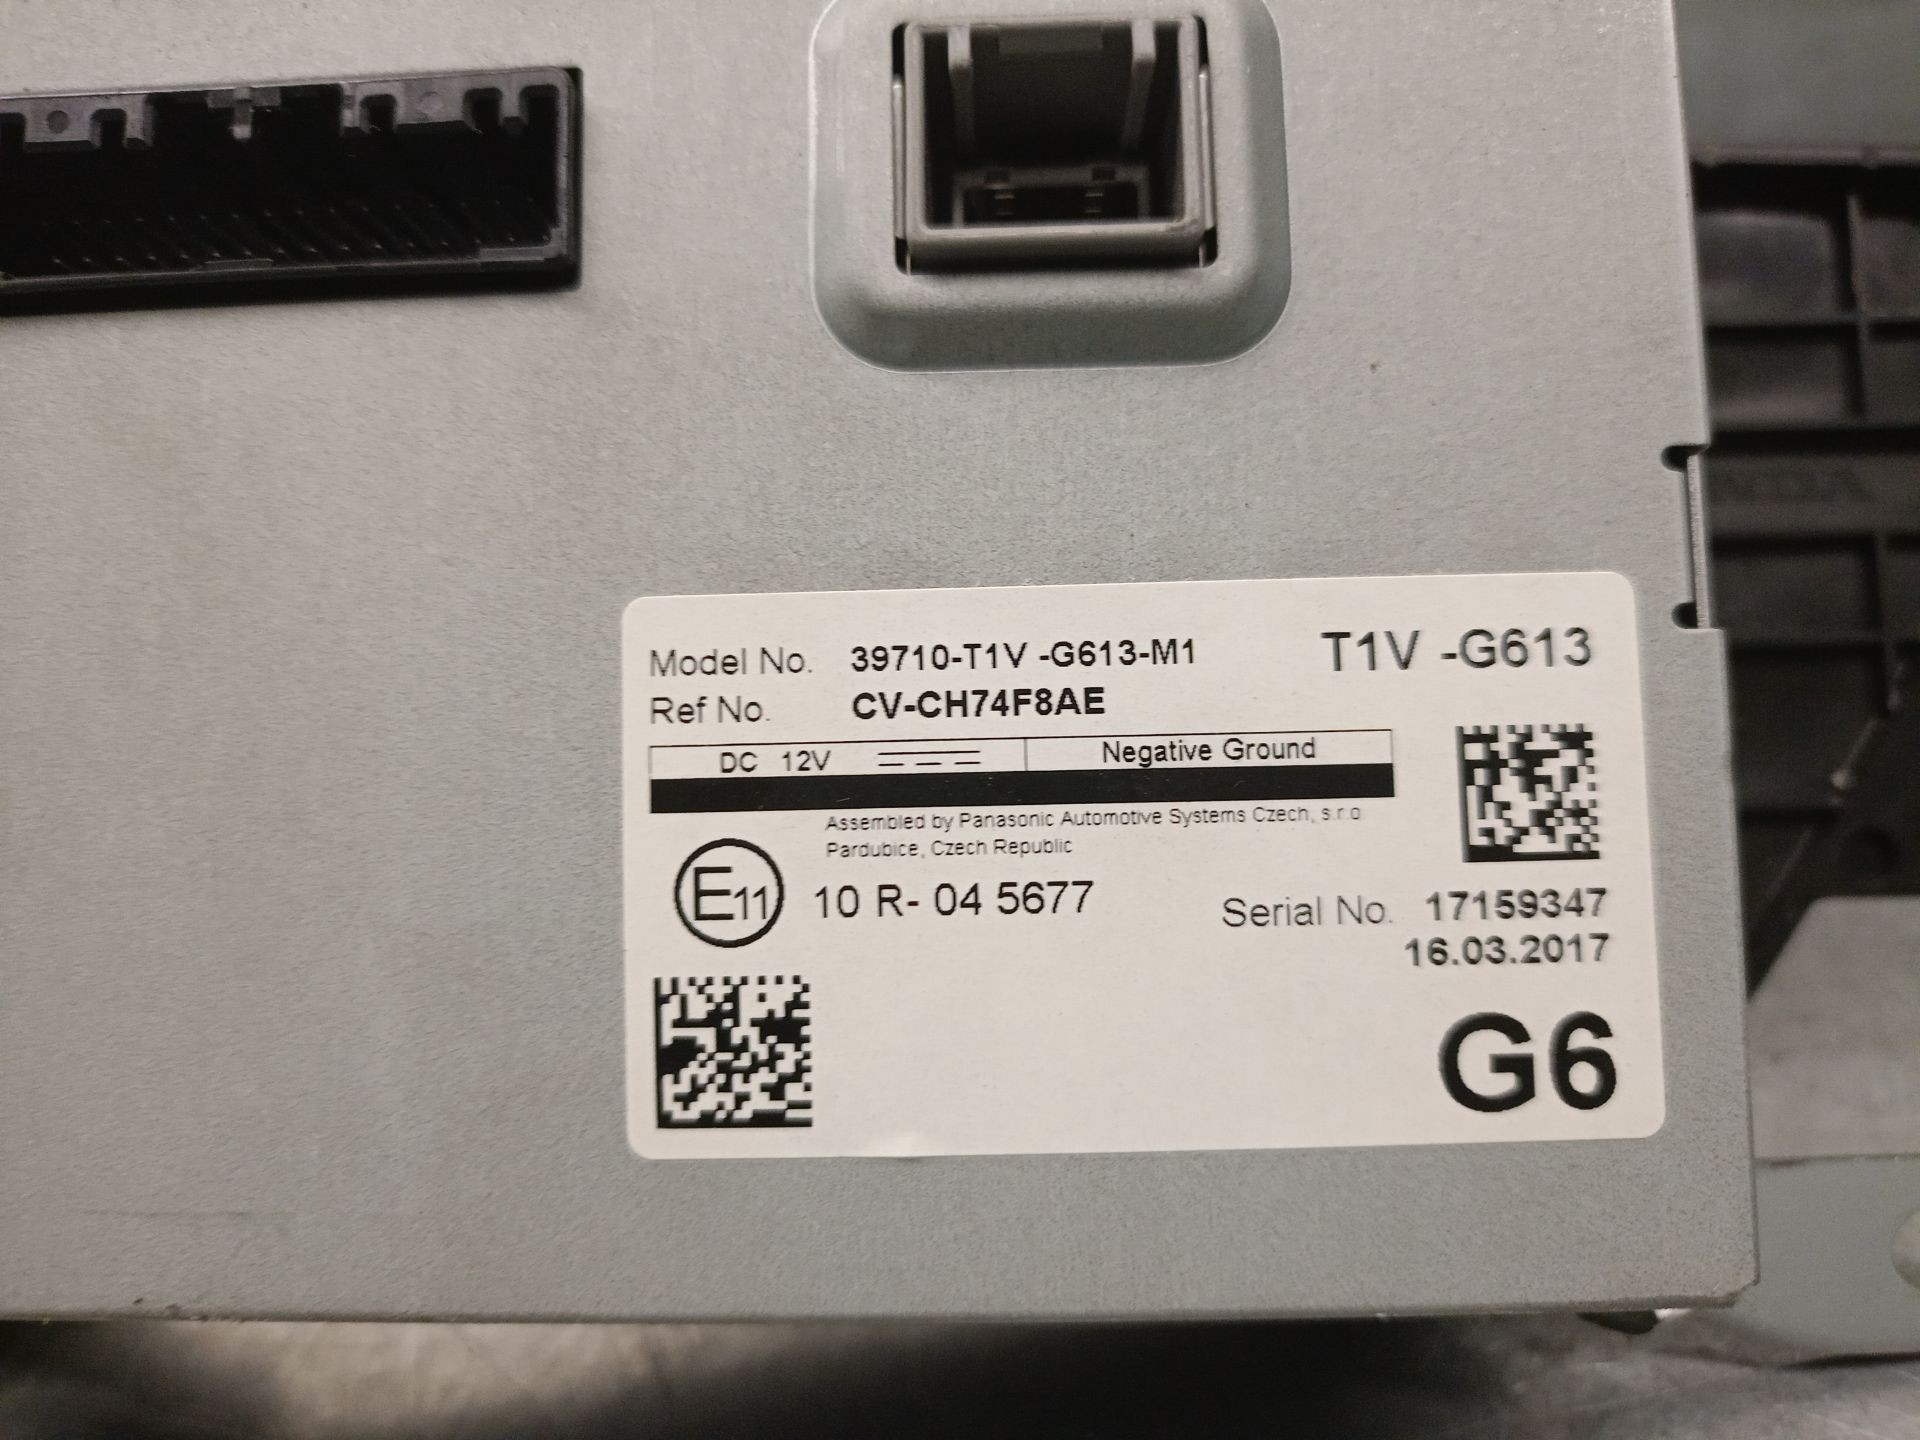 Model No. 39710-T1V -G613-M1 T1V -G613
Ref No. CV-CH74F8AE
DC 12V Negative Ground
Assembled by Panasonic Automotive Systems Czech, s.r.o
Pardubice, Czech Republic
E11 10 R- 04 5677
Serial No. 17159347
16.03.2017
G6